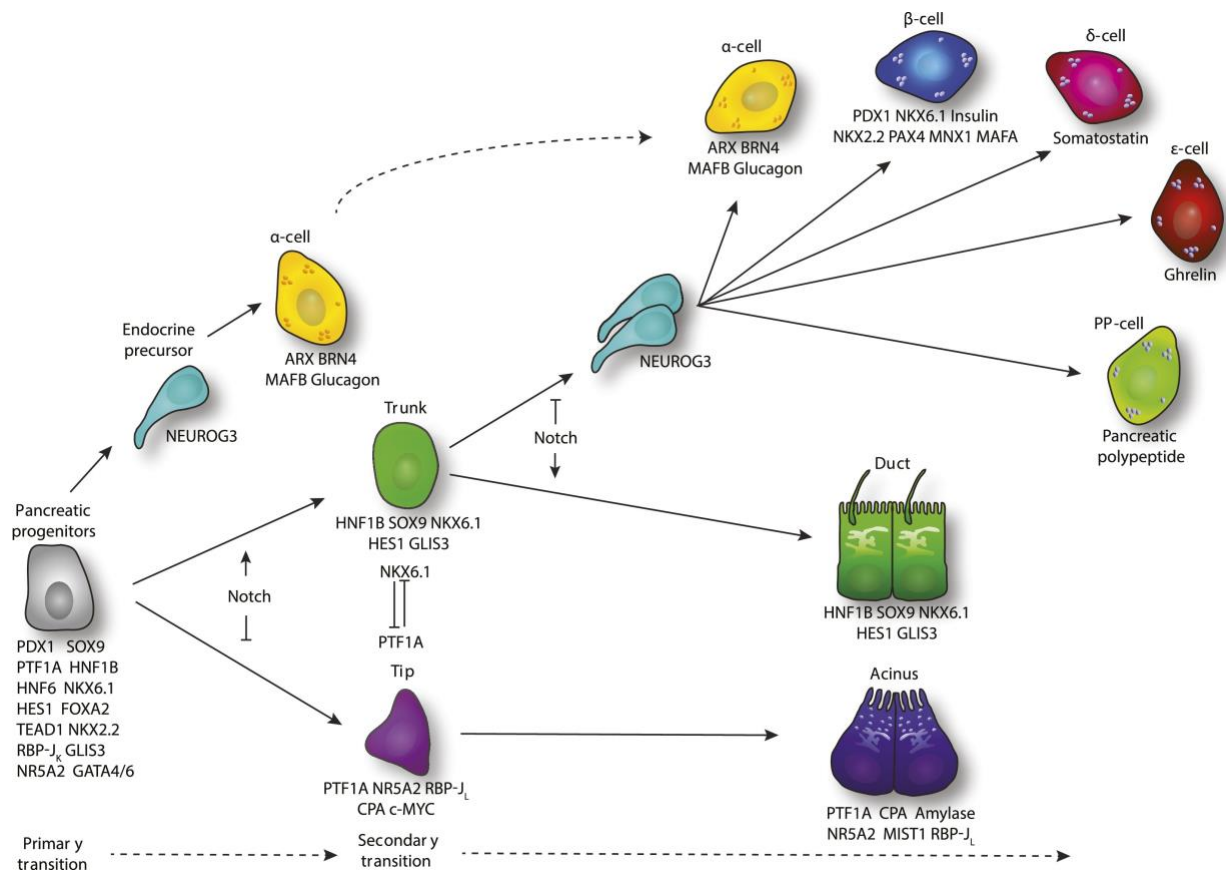 β-cell
δ-cell
α-cell
PDX1 NKX6.1 Insulin
NKX2.2 PAX4 MNX1 MAFA
Somatostatin
ARX BRN4
MAFB Glucagon
ε-cell
Ghrelin
α-cell
Endocrine
precursor
ARX BRN4
MAFB Glucagon
NEUROG3
NEUROG3
PP-cell
Pancreatic
polypeptide
Trunk
Notch
HNF1B SOX9 NKX6.1
HES1 GLIS3
Duct
HNF1B SOX9 NKX6.1
HES1 GLIS3
Pancreatic
progenitors
Notch
NKX6.1
PTF1A
PDX1 SOX9
PTF1A HNF1B
HNF6 NKX6.1
HES1 FOXA2
TEAD1 NKX2.2
RBP-JK GLIS3
NR5A2 GATA4/6
Tip
PTF1A NR5A2 RBP-JL
CPA c-MYC
Acinus
PTF1A CPA Amylase
NR5A2 MIST1 RBP-JL
Primar y
transition
Secondar y
transition